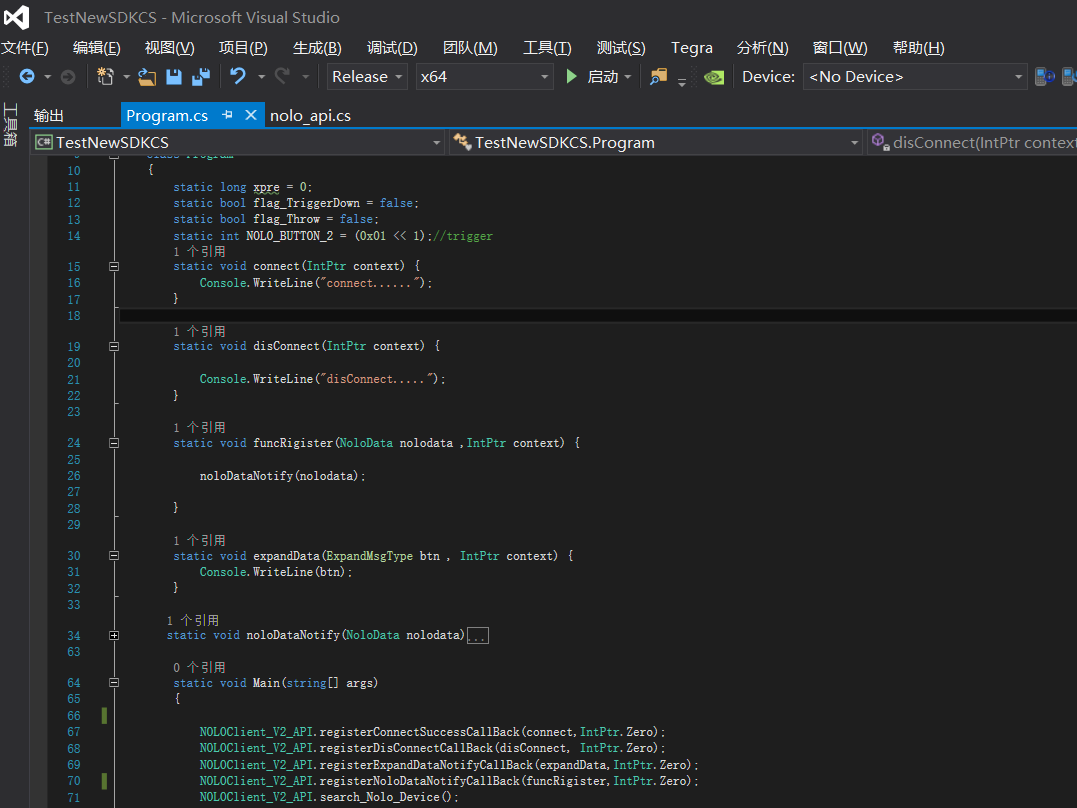 TestNewSDKCS - Microsoft Visual Studio
文件(F) 编辑(E) 视图(V) 项目(P) 生成(B) 调试(D) 团队(M) 工具(T) 测试(S) Tegra 分析(N) 窗口(W) 帮助(H)
Release x64 启动 Device: <No Device>
工具箱
输出 Program.cs nolo_api.cs
C# TestNewSDKCS TestNewSDKCS.Program disConnect(IntPtr context
9 class Program
10 {
11 static long xpre = 0;
12 static bool flag_TriggerDown = false;
13 static bool flag_Throw = false;
14 static int NOLO_BUTTON_2 = (0x01 << 1);//trigger
1 个引用
15 static void connect(IntPtr context) {
16 Console.WriteLine("connect......");
17 }
18
1 个引用
19 static void disConnect(IntPtr context) {
20
21 Console.WriteLine("disConnect.....");
22 }
23
1 个引用
24 static void funcRigister(NoloData nolodata ,IntPtr context) {
25
26 noloDataNotify(nolodata);
27
28 }
29
1 个引用
30 static void expandData(ExpandMsgType btn , IntPtr context) {
31 Console.WriteLine(btn);
32 }
33
1 个引用
34 static void noloDataNotify(NoloData nolodata)...
63
0 个引用
64 static void Main(string[] args)
65 {
66
67 NOLOClient_V2_API.registerConnectSuccessCallBack(connect,IntPtr.Zero);
68 NOLOClient_V2_API.registerDisConnectCallBack(disConnect, IntPtr.Zero);
69 NOLOClient_V2_API.registerExpandDataNotifyCallBack(expandData,IntPtr.Zero);
70 NOLOClient_V2_API.registerNoloDataNotifyCallBack(funcRigister,IntPtr.Zero);
71 NOLOClient_V2_API.search_Nolo_Device();